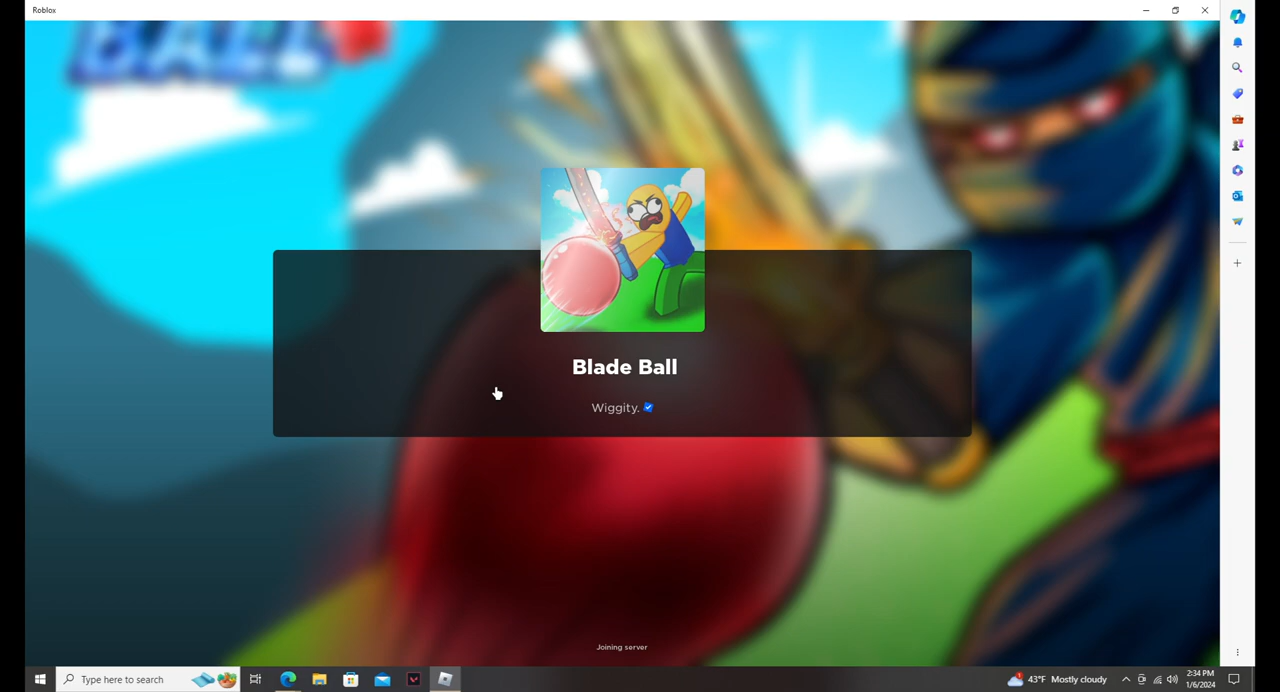 Roblox
BALL
Blade Ball
Wiggity.
Joining server
Type here to search
43°F Mostly cloudy
2:34 PM
1/6/2024